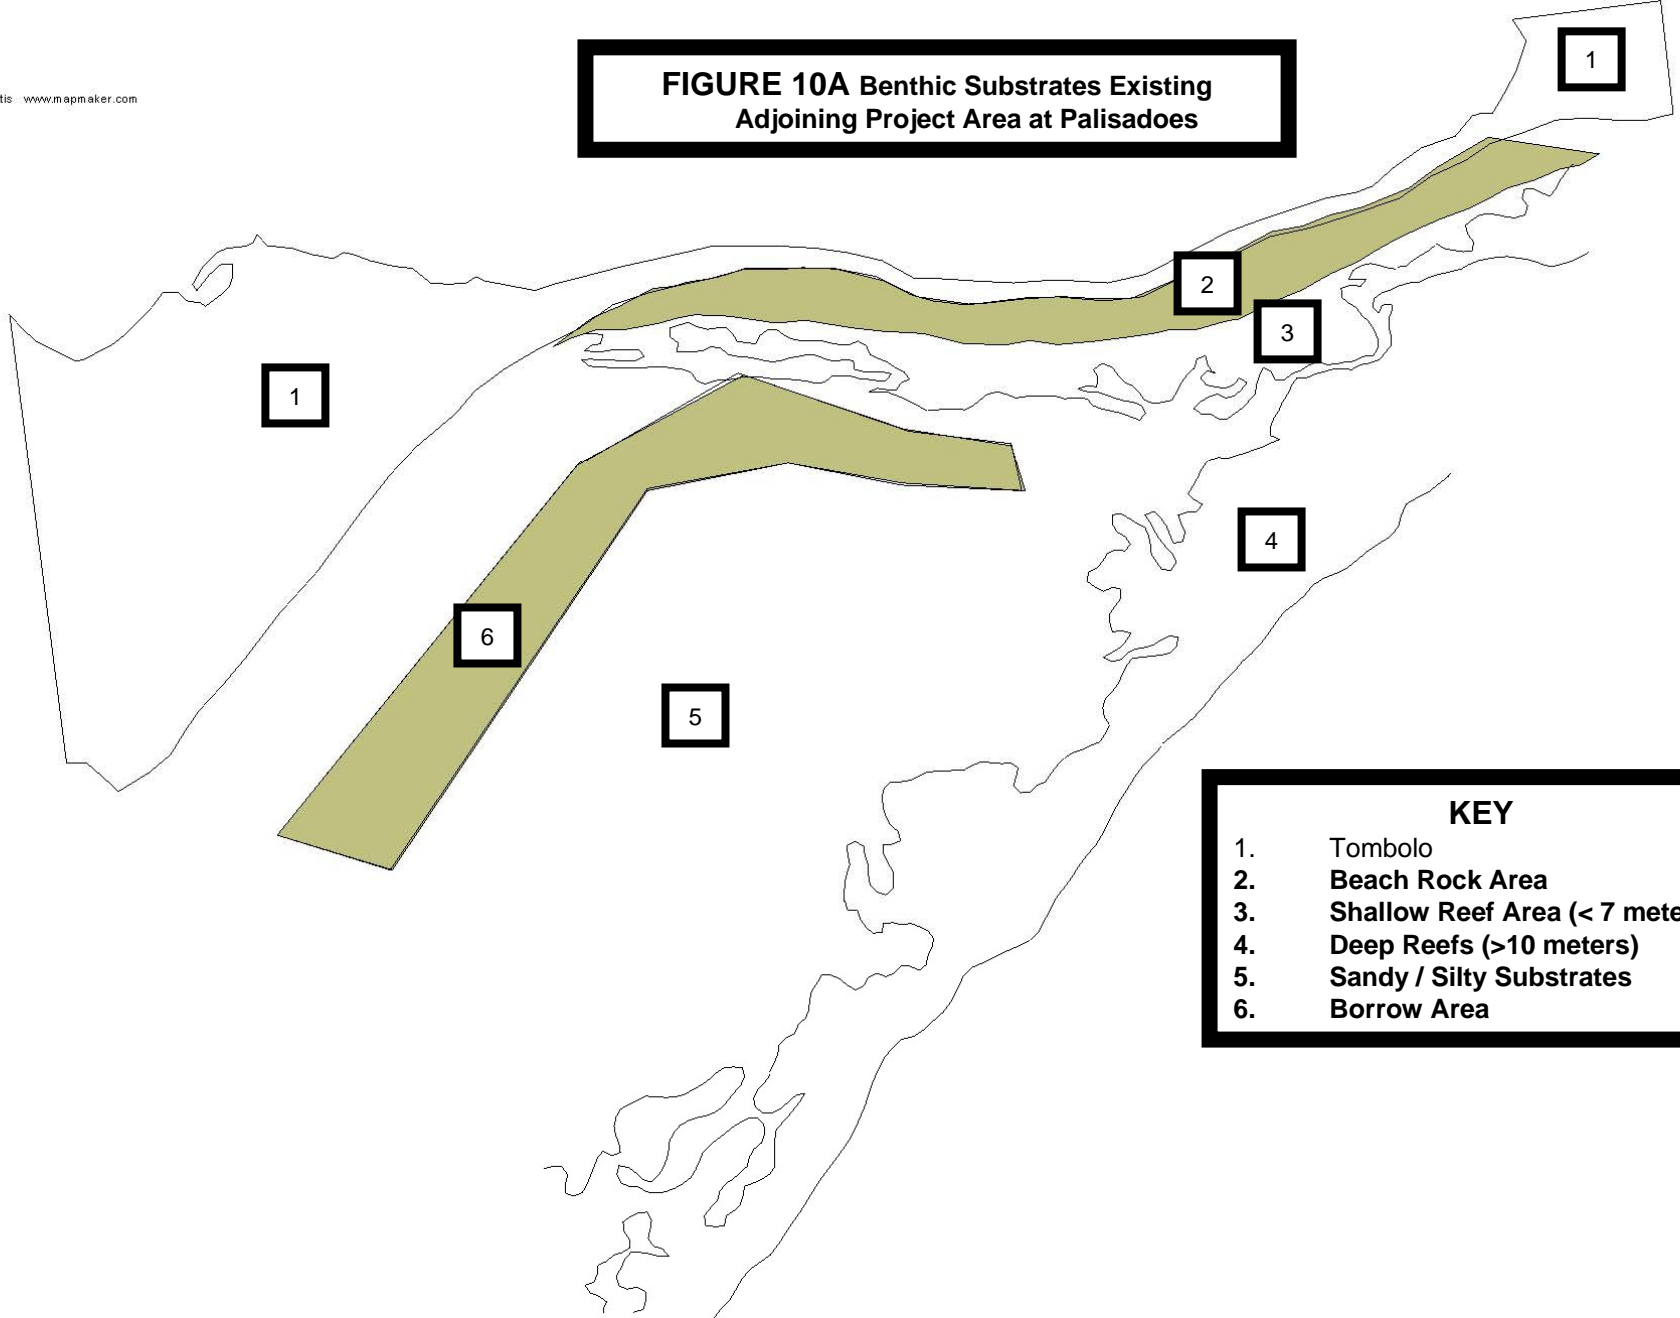 tis www.mapmaker.com
FIGURE 10A Benthic Substrates Existing
Adjoining Project Area at Palisadoes
1
2
3
1
4
6
5
KEY
1. Tombolo
2. Beach Rock Area
3. Shallow Reef Area (< 7 mete
4. Deep Reefs (>10 meters)
5. Sandy / Silty Substrates
6. Borrow Area